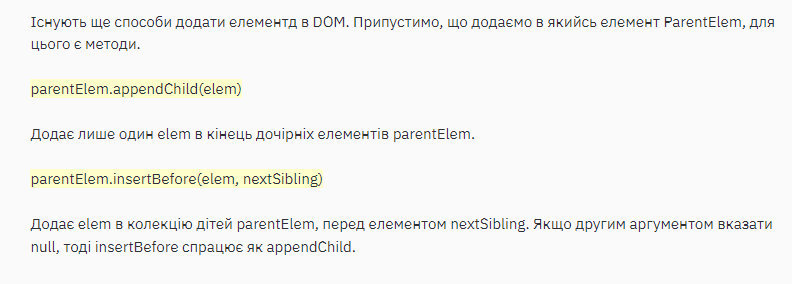 Існують ще способи додати елементд в DOM. Припустимо, що додаємо в якийсь елемент ParentElem, для
цього є методи.
parentElem.appendChild(elem)
Додає лише один elem в кінець дочірніх елементів parentElem.
parentElem.insertBefore(elem, nextSibling)
Додає elem в колекцію дітей parentElem, перед елементом nextSibling. Якщо другим аргументом вказати
null, тоді insertBefore спрацює як appendChild.